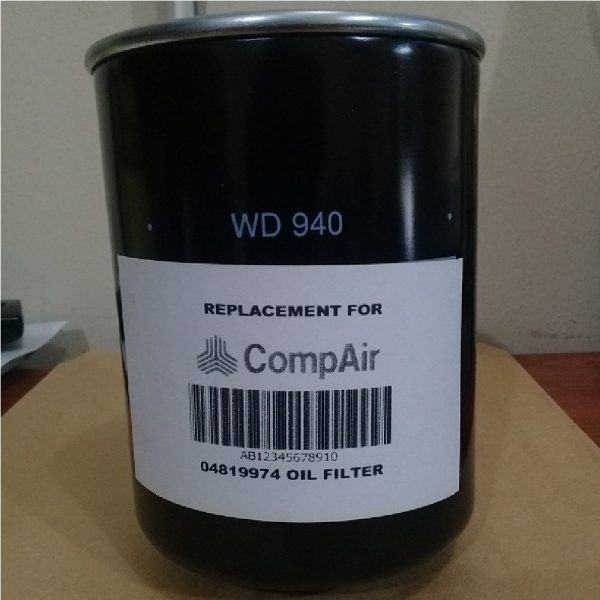 WD 940
REPLACEMENT FOR
CompAir
AB12345678910
04819974 OIL FILTER